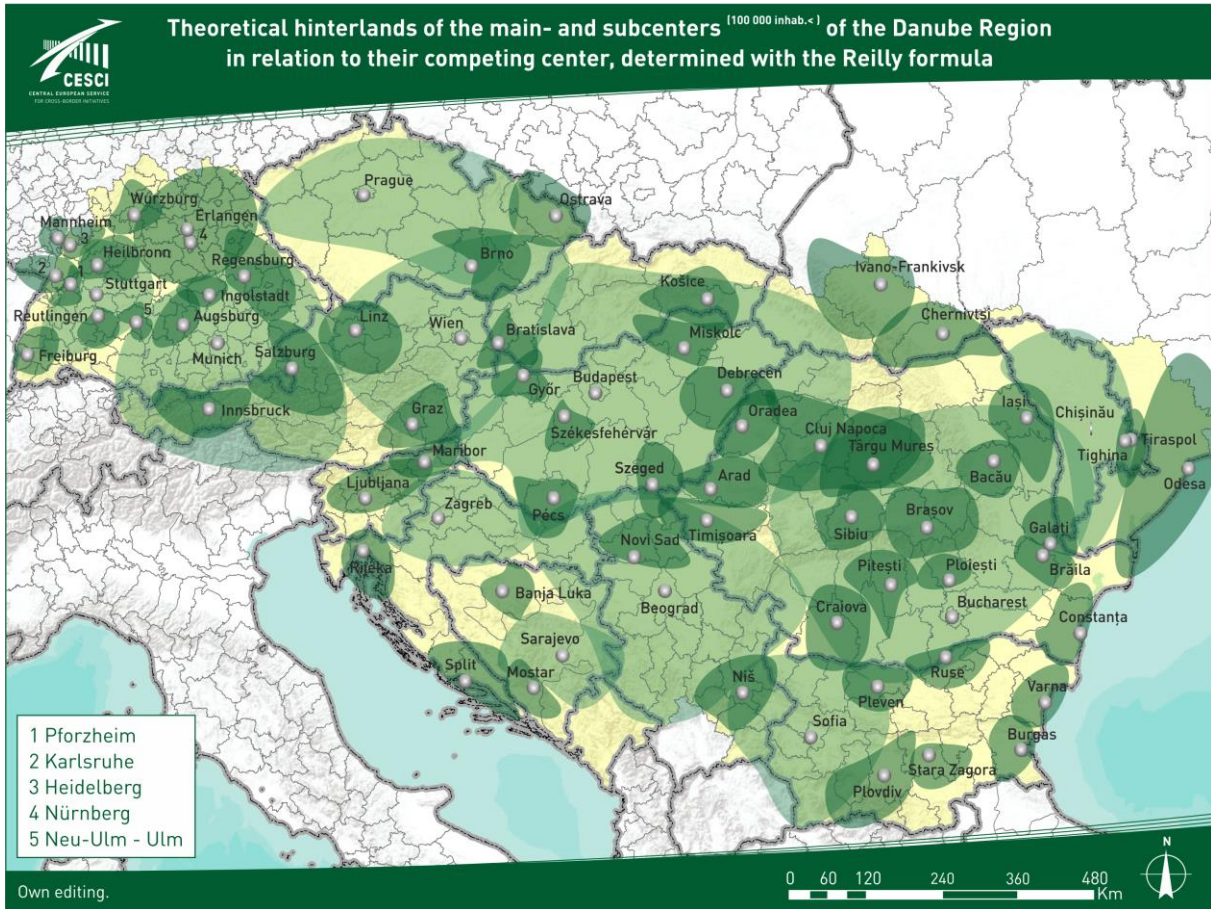 Theoretical hinterlands of the main- and subcenters (100 000 inhab.<) of the Danube Region
in relation to their competing center, determined with the Reilly formula
CESCI
CENTRAL EUROPEAN SERVICE
FOR CROSS-BORDER INITIATIVES
Prague
Würzburg
Ostrava
Mannheim
Erlangen
3
4
Heilbronn
Brno
Regensburg
Ivano-Frankivsk
2
1
Košice
Stuttgart
Ingolstadt
Reutlingen
5
Augsburg
Linz
Wien
Bratislava
Miskolc
Chernivtsi
Freiburg
Munich
Salzburg
Győr
Budapest
Debrecen
Innsbruck
Graz
Oradea
Iași
Chișinău
Székesfehérvár
Cluj Napoca
Târgu Mures
Tiraspol
Maribor
Tighina
Szeged
Arad
Bacău
Ljubljana
Odesa
Zagreb
Pécs
Timișoara
Sibiu
Brașov
Galați
Novi Sad
Rijeka
Pitești
Ploiești
Brăila
Banja Luka
Beograd
Craiova
Bucharest
Constanța
Sarajevo
Split
Mostar
Niš
Ruse
Varna
Pleven
Sofia
Burgas
Stara Zagora
Plovdiv
1 Pforzheim
2 Karlsruhe
3 Heidelberg
4 Nürnberg
5 Neu-Ulm - Ulm
N
Own editing.
0 60 120 240 360 480
Km